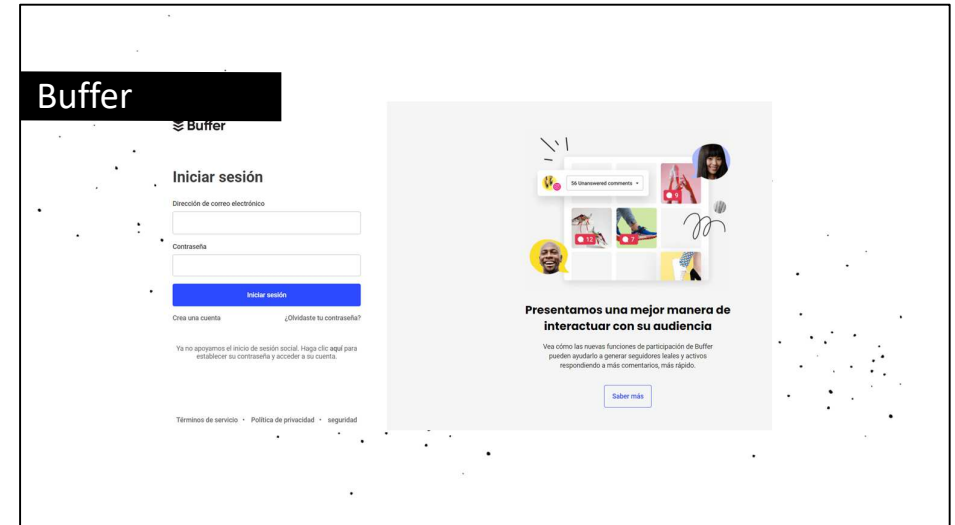 Buffer
Buffer
Iniciar sesión
Dirección de correo electrónico
Contraseña
Iniciar sesión
Crea una cuenta
¿Olvidaste tu contraseña?
Ya no apoyamos el inicio de sesión social. Haga clic aquí para
establecer su contraseña y acceder a su cuenta.
Términos de servicio · Política de privacidad · seguridad
56 Unanswered comments
9
12
7
Presentamos una mejor manera de
interactuar con su audiencia
Vea cómo las nuevas funciones de participación de Buffer
pueden ayudarlo a generar seguidores leales y activos
respondiendo a más comentarios, más rápido.
Saber más